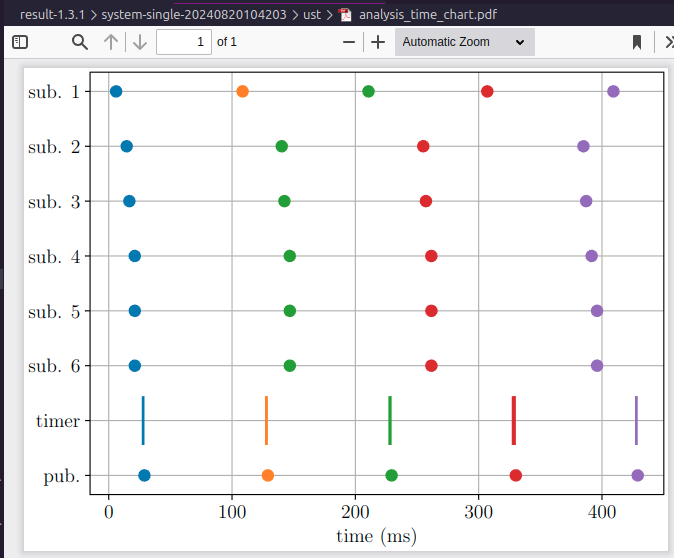 result-1.3.1 > system-single-20240820104203 > ust > analysis_time_chart.pdf
1 of 1 Automatic Zoom
sub. 1
sub. 2
sub. 3
sub. 4
sub. 5
sub. 6
timer
pub.
0 100 200 300 400
time (ms)